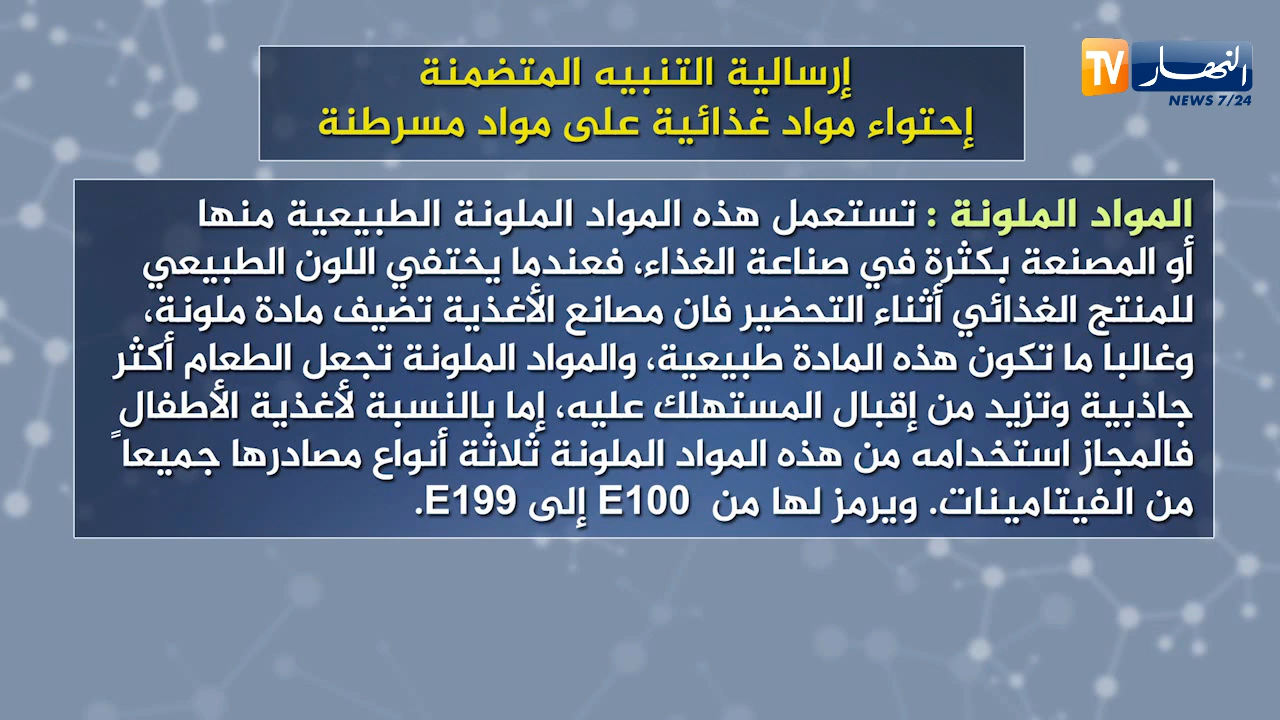 النهار TV
NEWS 7/24
إرسالية التنبيه المتضمنة
إحتواء مواد غذائية على مواد مسرطنة
المواد الملونة : تستعمل هذه المواد الملونة الطبيعية منها
أو المصنعة بكثرة في صناعة الغذاء، فعندما يختفي اللون الطبيعي
للمنتج الغذائي أثناء التحضير فان مصانع الأغذية تضيف مادة ملونة،
وغالبا ما تكون هذه المادة طبيعية، والمواد الملونة تجعل الطعام أكثر
جاذبية وتزيد من إقبال المستهلك عليه، إما بالنسبة لأغذية الأطفال
فالمجاز استخدامه من هذه المواد الملونة ثلاثة أنواع مصادرها جميعاً
من الفيتامينات. ويرمز لها من E100 إلى E199.